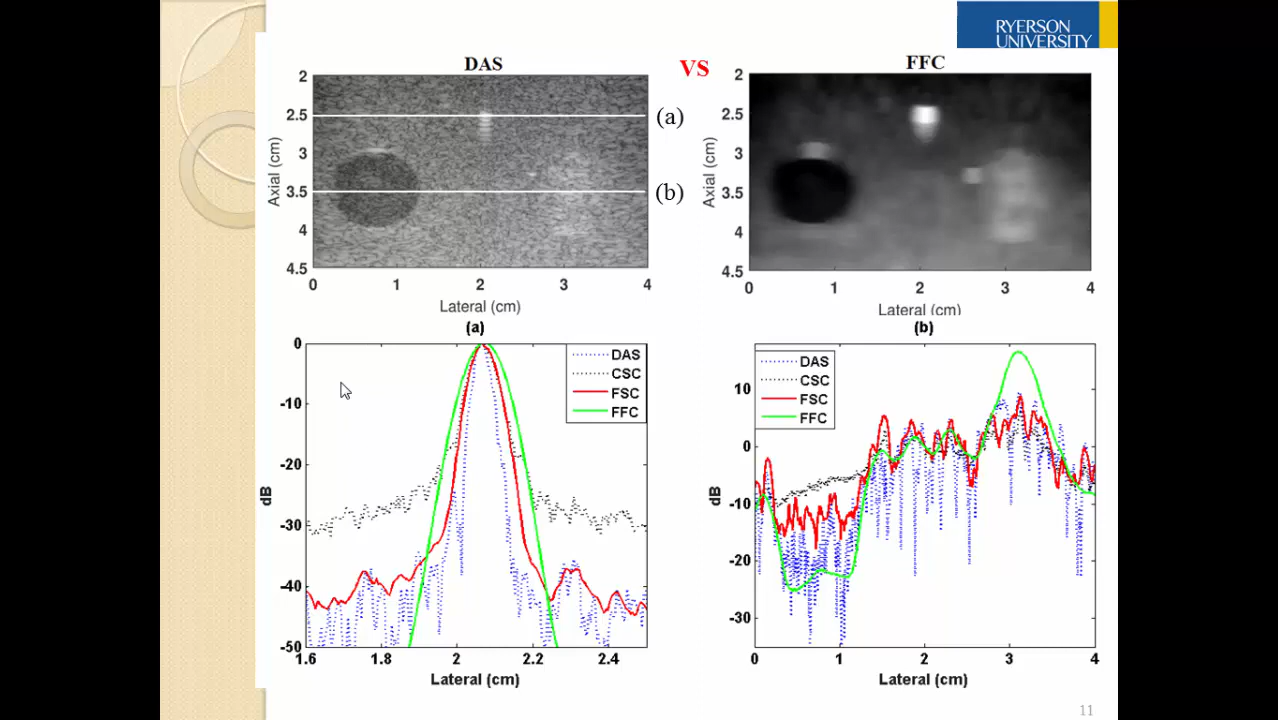 RYERSON
UNIVERSITY
DAS
VS
FFC
2
2.5
3
3.5
4
4.5
Axial (cm)
0 1 2 3 4
Lateral (cm)
(a)
(b)
2
2.5
3
3.5
4
4.5
Axial (cm)
0 1 2 3 4
Lateral (cm)
(a)
0
-10
-20
-30
-40
-50
dB
DAS
CSC
FSC
FFC
1.6 1.8 2 2.2 2.4
Lateral (cm)
(b)
10
0
-10
-20
-30
dB
DAS
CSC
FSC
FFC
0 1 2 3 4
Lateral (cm)
11